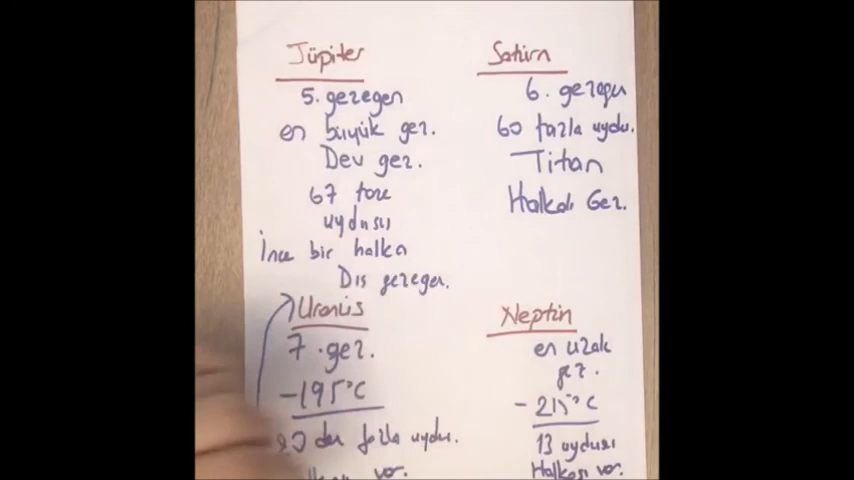 Jüpiter
5. gezegen
en büyük gez.
Dev gez.
67 tane
uydusu
İnce bir halka
Dış gezegen.
Satürn
6. gezegen
60 fazla uydu.
Titan
Halkalı Gez.
Uranüs
7. gez.
-195°C
den fazla uydu.
var.
Neptün
en uzak
gez.
°C
13 uydusu
Halkası var.